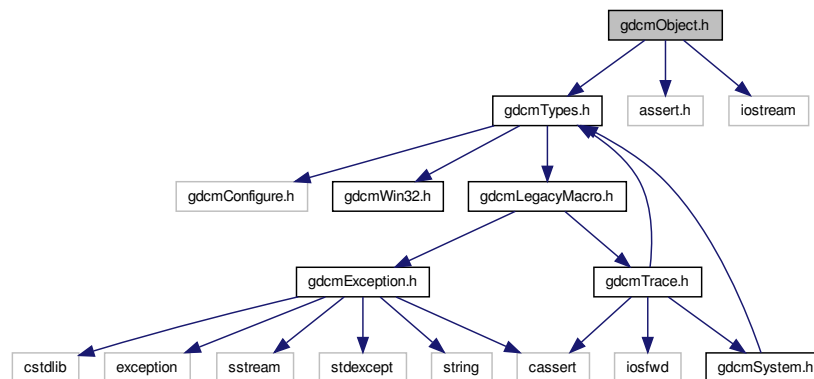 gdcmObject.h
gdcmTypes.h
assert.h
iostream
gdcmConfigure.h
gdcmWin32.h
gdcmLegacyMacro.h
gdcmException.h
gdcmTrace.h
cstdlib
exception
sstream
stdexcept
string
cassert
iosfwd
gdcmSystem.h